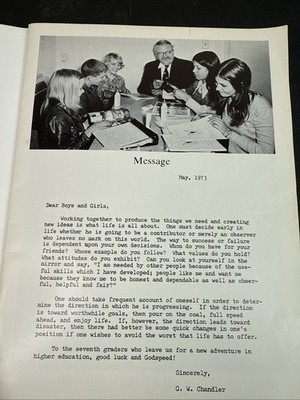 Message
May, 1973
Dear Boys and Girls,
Working together to produce the things we need and creating
new ideas is what life is all about. One must decide early in
life whether he is going to be a contributor or merely an observer
who leaves no mark on this world. The way to success or failure
is dependent upon your own decisions. Whom do you have for your
friends? Whose example do you follow? What values do you hold?
What attitudes do you exhibit? Can you look at yourself in the
mirror and say, "I am needed by other people because of the use-
ful skills which I have developed; people like me and want me
because they know me to be honest and dependable as well as cheer-
ful, helpful and fair?"
One should take frequent account of oneself in order to deter-
mine the direction in which he is progressing. If the direction
is toward worthwhile goals, then pour on the coal, full speed
ahead, and enjoy life. If, however, the direction leads toward
disaster, then there had better be some quick changes in one's
position if one wishes to avoid the worst that life has to offer.
To the seventh graders who leave us for a new adventure in
higher education, good luck and Godspeed!
Sincerely,
G. W. Chandler